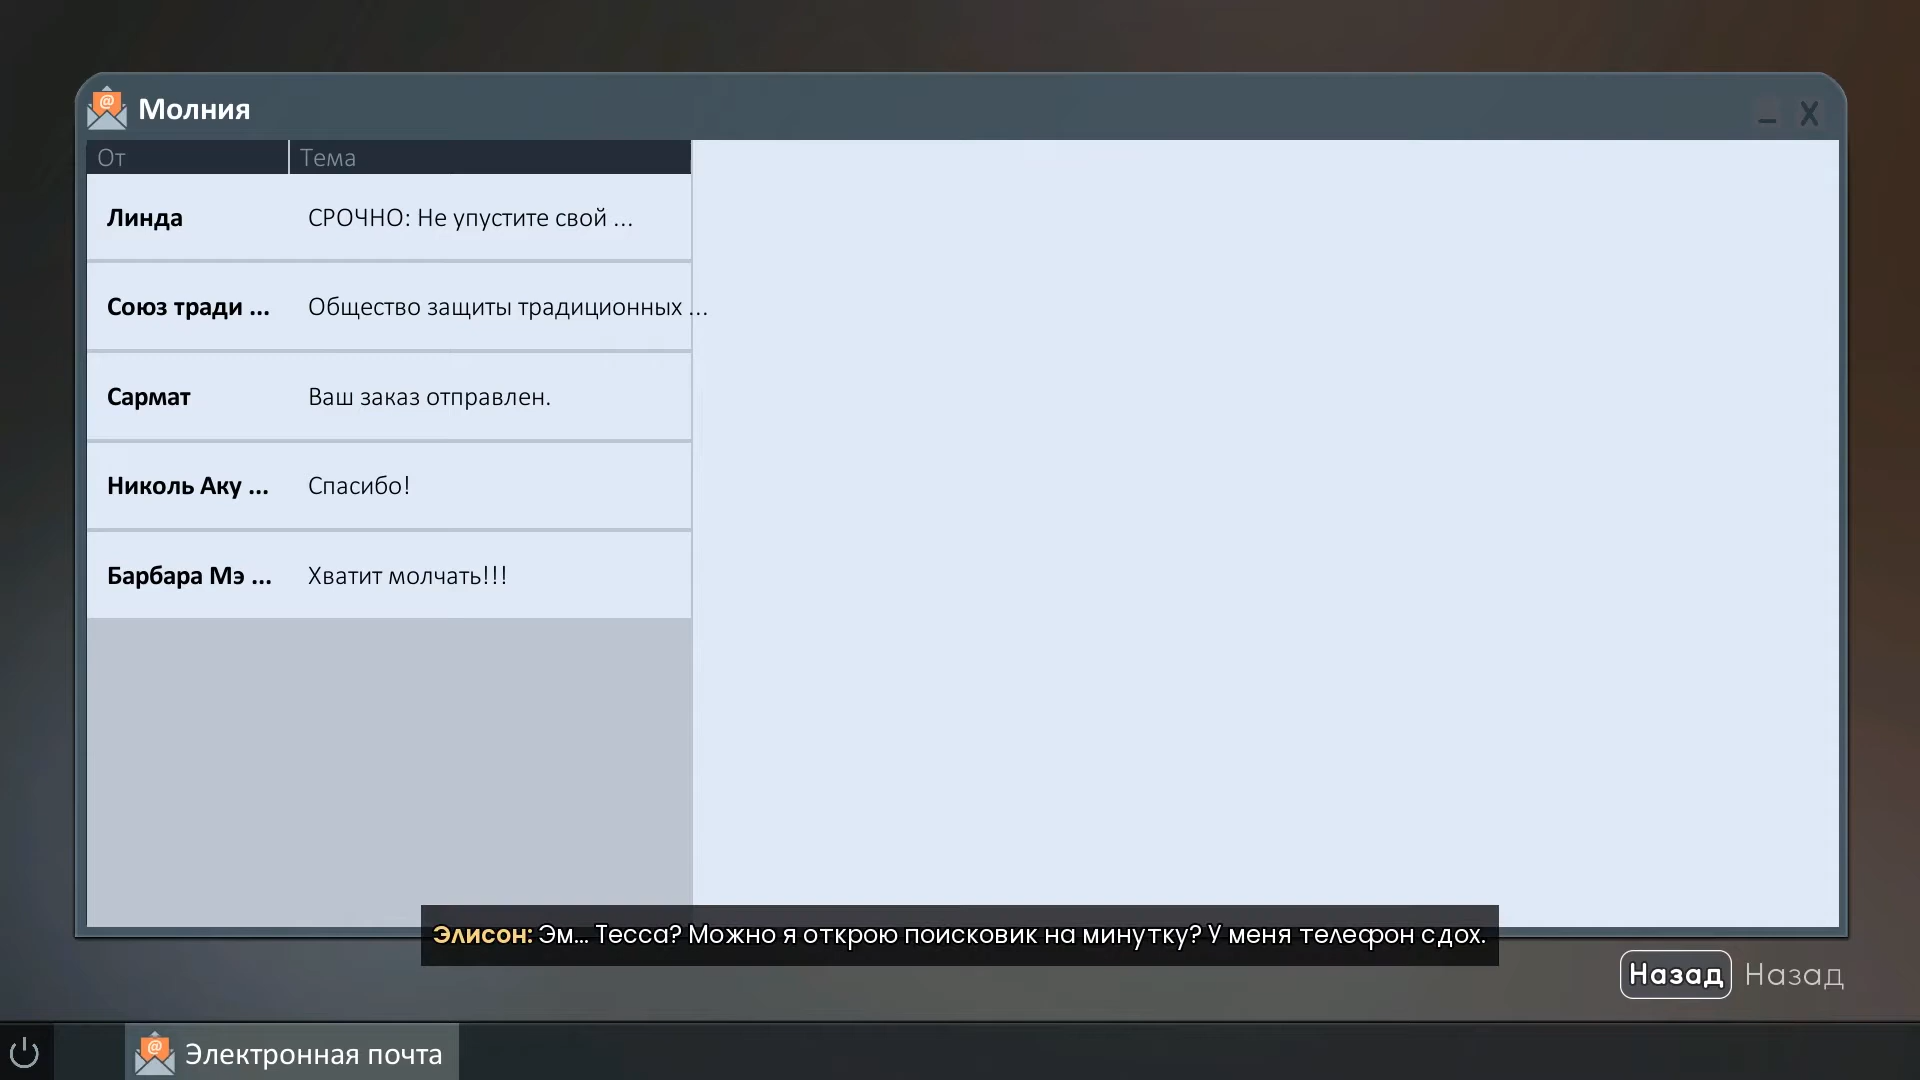 Молния
От Тема
Линда СРОЧНО: Не упустите свой ...
Союз тради ... Общество защиты традиционных ...
Сармат Ваш заказ отправлен.
Николь Аку ... Спасибо!
Барбара Мэ ... Хватит молчать!!!
Элисон: Эм... Тесса? Можно я открою поисковик на минутку? У меня телефон сдох.
Назад Назад
Электронная почта